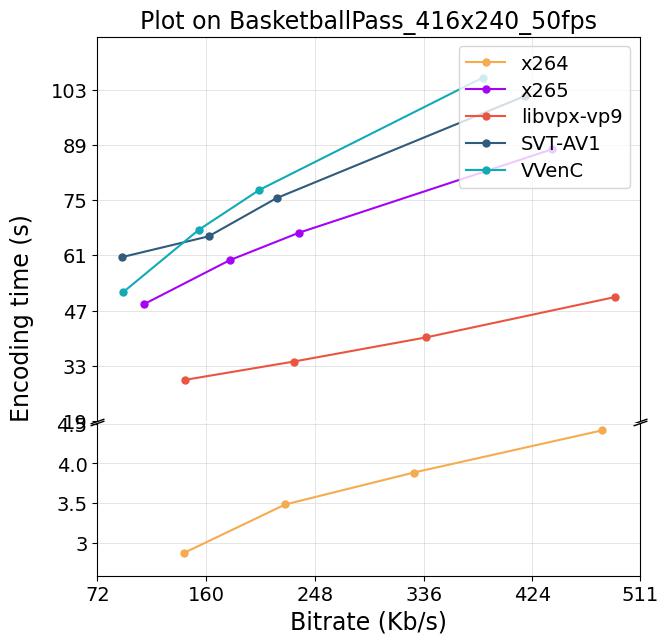 Plot on BasketballPass_416x240_50fps
x264
x265
libvpx-vp9
SVT-AV1
VVenC
Encoding time (s)
103
89
75
61
47
33
19
4.5
4.0
3.5
3
72 160 248 336 424 511
Bitrate (Kb/s)